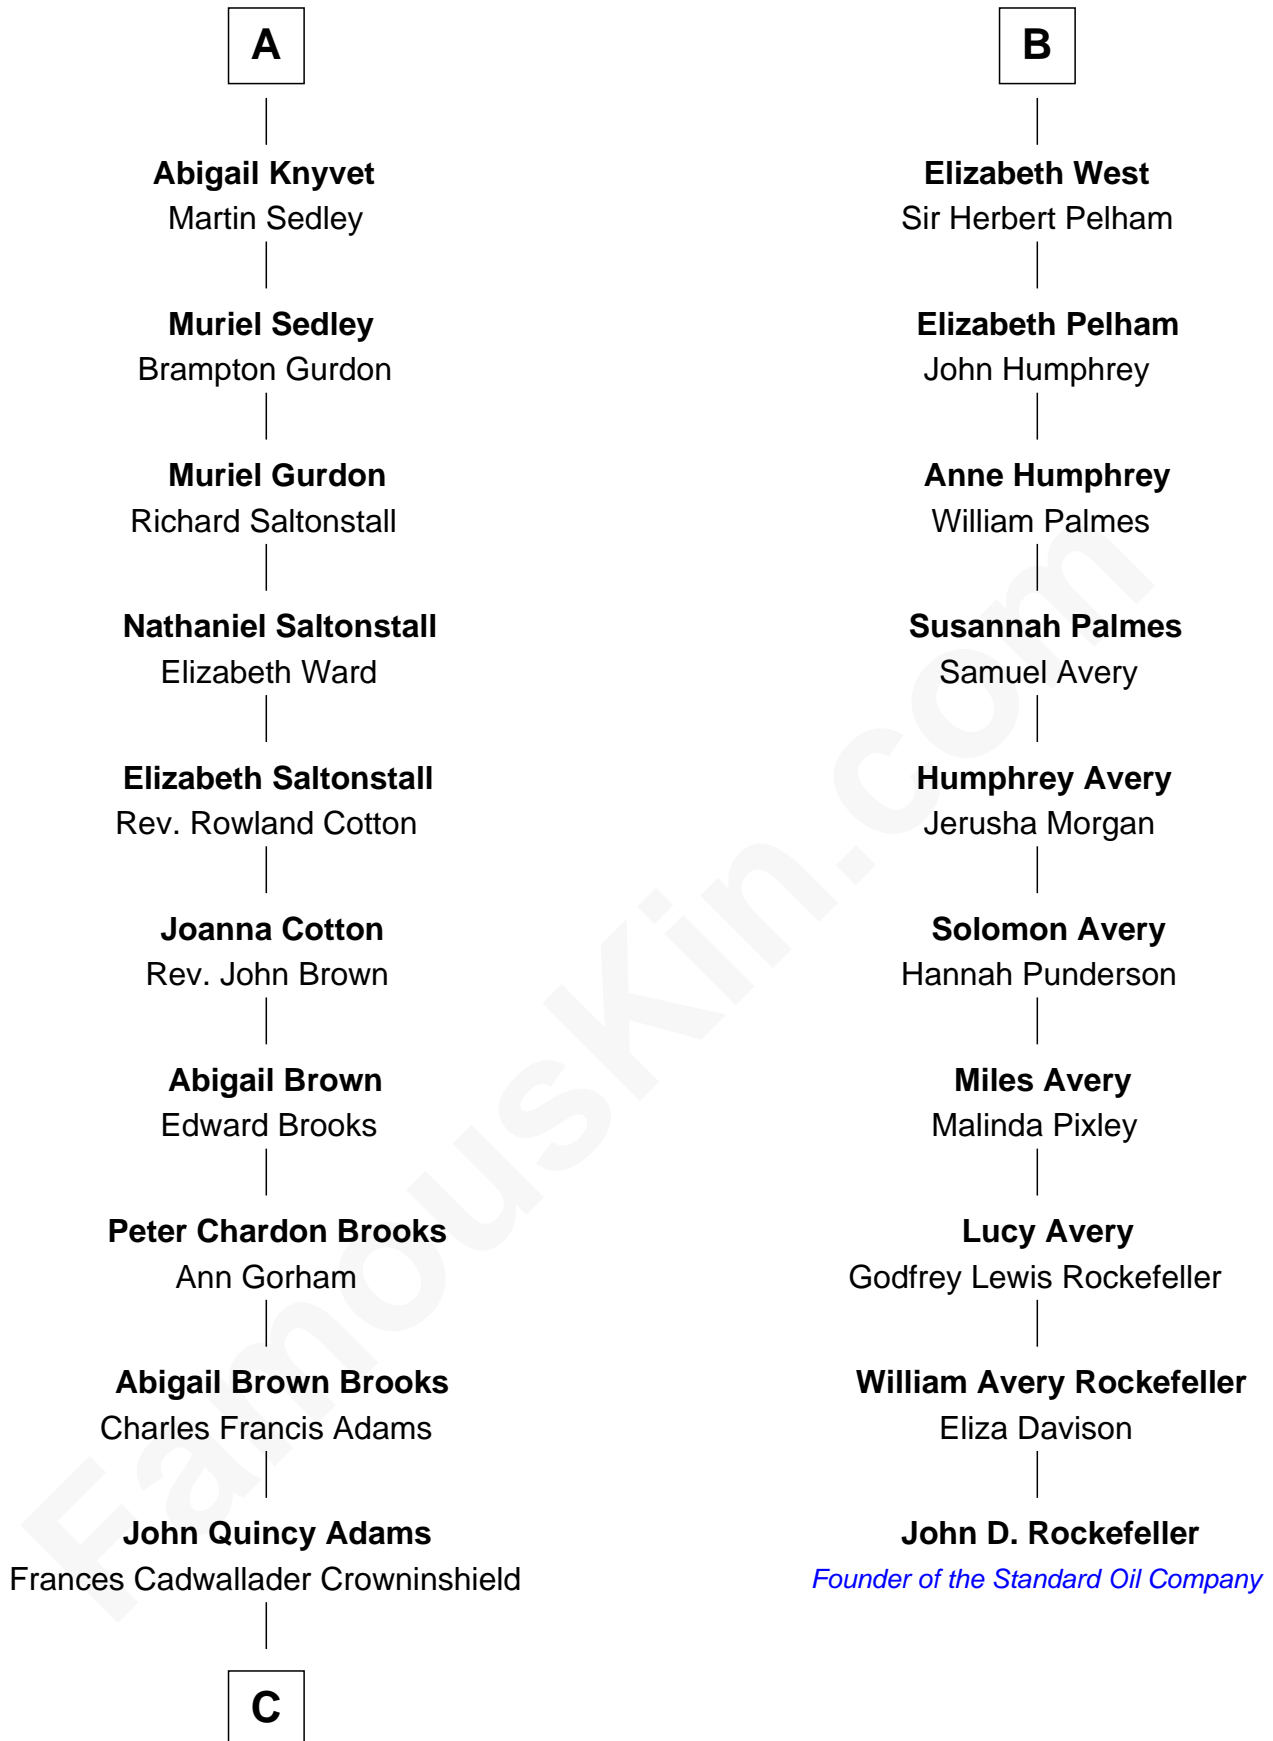 A
Abigail Knyvet
Martin Sedley
Muriel Sedley
Brampton Gurdon
Muriel Gurdon
Richard Saltonstall
Nathaniel Saltonstall
Elizabeth Ward
Elizabeth Saltonstall
Rev. Rowland Cotton
Joanna Cotton
Rev. John Brown
Abigail Brown
Edward Brooks
Peter Chardon Brooks
Ann Gorham
Abigail Brown Brooks
Charles Francis Adams
John Quincy Adams
Frances Cadwallader Crowninshield
C
B
Elizabeth West
Sir Herbert Pelham
Elizabeth Pelham
John Humphrey
Anne Humphrey
William Palmes
Susannah Palmes
Samuel Avery
Humphrey Avery
Jerusha Morgan
Solomon Avery
Hannah Punderson
Miles Avery
Malinda Pixley
Lucy Avery
Godfrey Lewis Rockefeller
William Avery Rockefeller
Eliza Davison
John D. Rockefeller
Founder of the Standard Oil Company
FamousKin.com